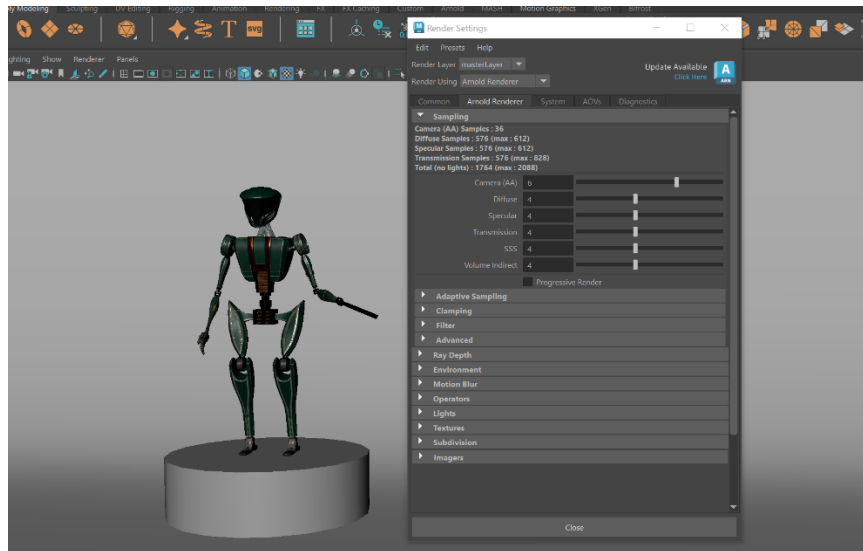 Poly Modeling Sculpting UV Editing Rigging Animation Rendering FX FX Caching Custom Arnold MASH Motion Graphics XGen Bifrost
T svg
Show Renderer Panels
Render Settings
Edit Presets Help
Render Layer masterLayer
Update Available
Click Here
A
ARN
Render Using Arnold Renderer
Common Arnold Renderer System AOVs Diagnostics
Sampling
Camera (AA) Samples : 36
Diffuse Samples : 576 (max : 612)
Specular Samples : 576 (max : 612)
Transmission Samples : 576 (max : 828)
Total (no lights) : 1764 (max : 2088)
Camera (AA) 6
Diffuse 4
Specular 4
Transmission 4
SSS 4
Volume Indirect 4
Progressive Render
Adaptive Sampling
Clamping
Filter
Advanced
Ray Depth
Environment
Motion Blur
Operators
Lights
Textures
Subdivision
Imagers
Close